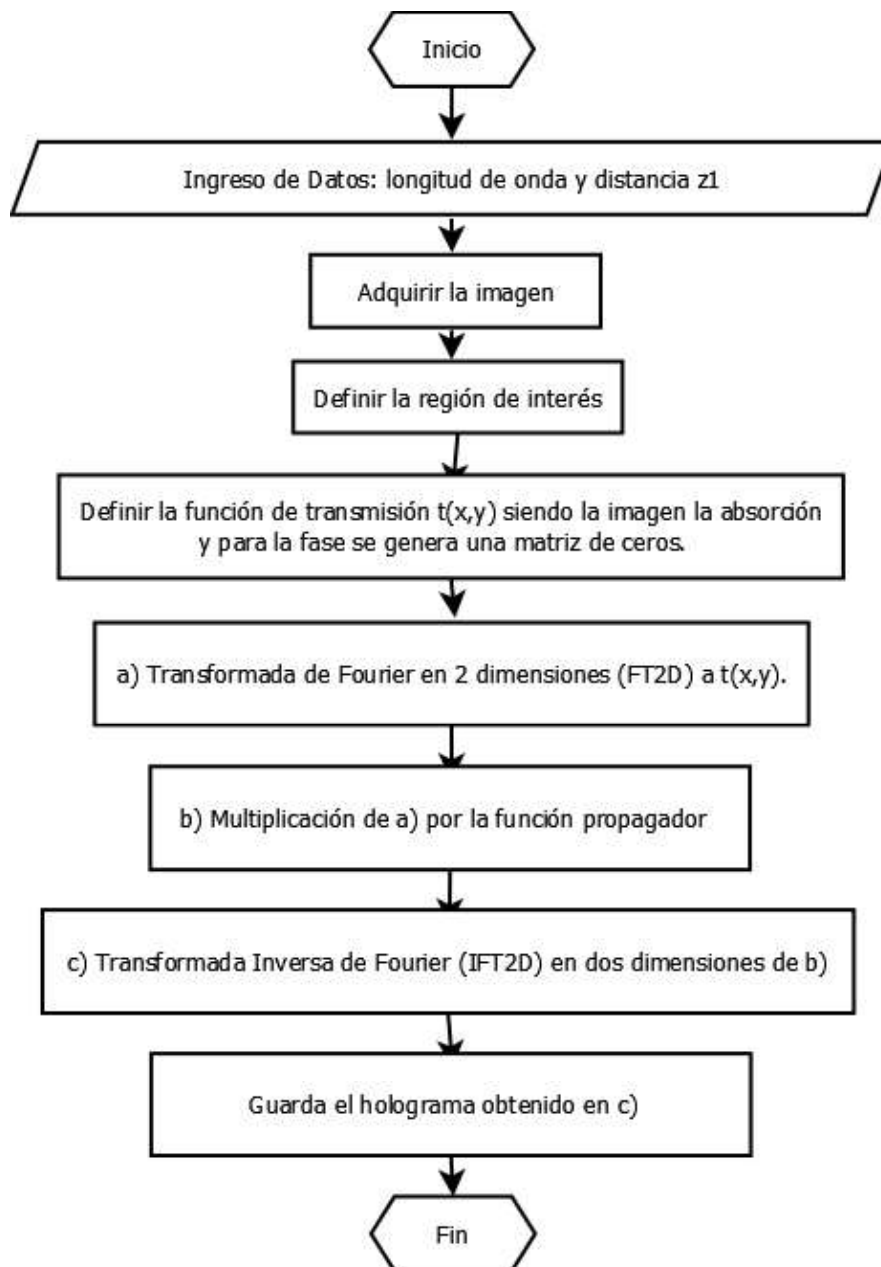 Inicio
Ingreso de Datos: longitud de onda y distancia z1
Adquirir la imagen
Definir la región de interés
Definir la función de transmisión t(x,y) siendo la imagen la absorción
y para la fase se genera una matriz de ceros.
a) Transformada de Fourier en 2 dimensiones (FT2D) a t(x,y).
b) Multiplicación de a) por la función propagador
c) Transformada Inversa de Fourier (IFT2D) en dos dimensiones de b)
Guarda el holograma obtenido en c)
Fin